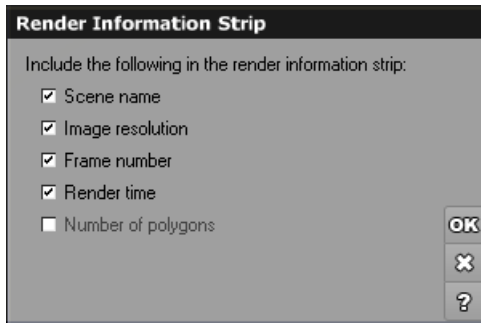 Render Information Strip
Include the following in the render information strip:
Scene name
Image resolution
Frame number
Render time
Number of polygons
OK
?